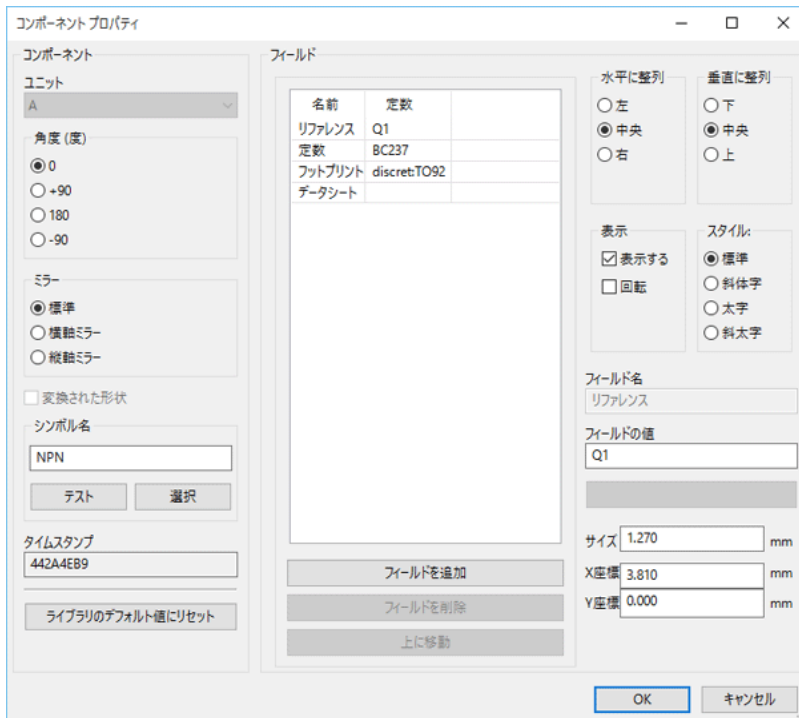 コンポーネント プロパティ
コンポーネント
ユニット
A
角度 (度)
0
+90
180
-90
ミラー
標準
横軸ミラー
縦軸ミラー
変換された形状
シンボル名
NPN
テスト
選択
タイムスタンプ
442A4EB9
ライブラリのデフォルト値にリセット
フィールド
名前 定数
リファレンス Q1
定数 BC237
フットプリント discret:TO92
データシート
フィールドを追加
フィールドを削除
上に移動
水平に整列
左
中央
右
垂直に整列
下
中央
上
表示
表示する
回転
スタイル:
標準
斜体字
太字
斜太字
フィールド名
リファレンス
フィールドの値
Q1
サイズ 1.270 mm
X座標 3.810 mm
Y座標 0.000 mm
OK
キャンセル